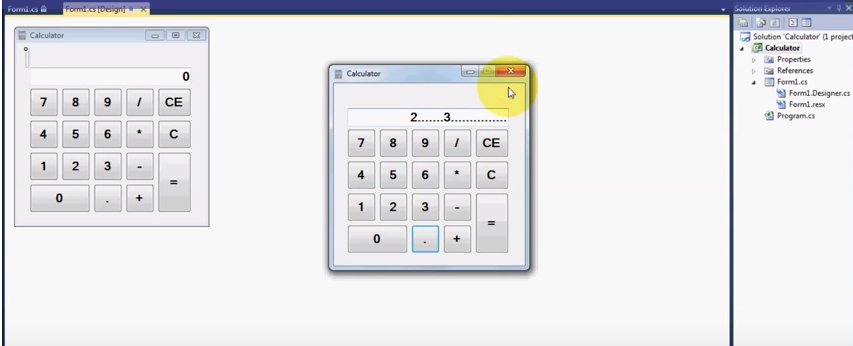 Form1.cs
Form1.cs [Design]
Solution Explorer
Calculator
0
7 8 9 / CE
4 5 6 * C
1 2 3 - =
0 . +
Calculator
2......3...............
7 8 9 / CE
4 5 6 * C
1 2 3 - =
0 . +
Solution 'Calculator' (1 project
Calculator
Properties
References
Form1.cs
Form1.Designer.cs
Form1.resx
Program.cs